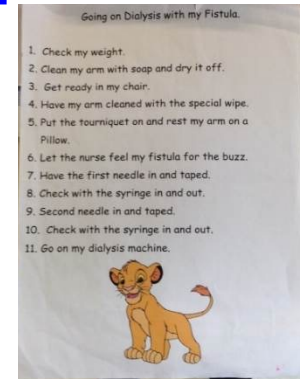 Going on Dialysis with my Fistula.
1. Check my weight.
2. Clean my arm with soap and dry it off.
3. Get ready in my chair.
4. Have my arm cleaned with the special wipe.
5. Put the tourniquet on and rest my arm on a
Pillow.
6. Let the nurse feel my fistula for the buzz.
7. Have the first needle in and taped.
8. Check with the syringe in and out.
9. Second needle in and taped.
10. Check with the syringe in and out.
11. Go on my dialysis machine.